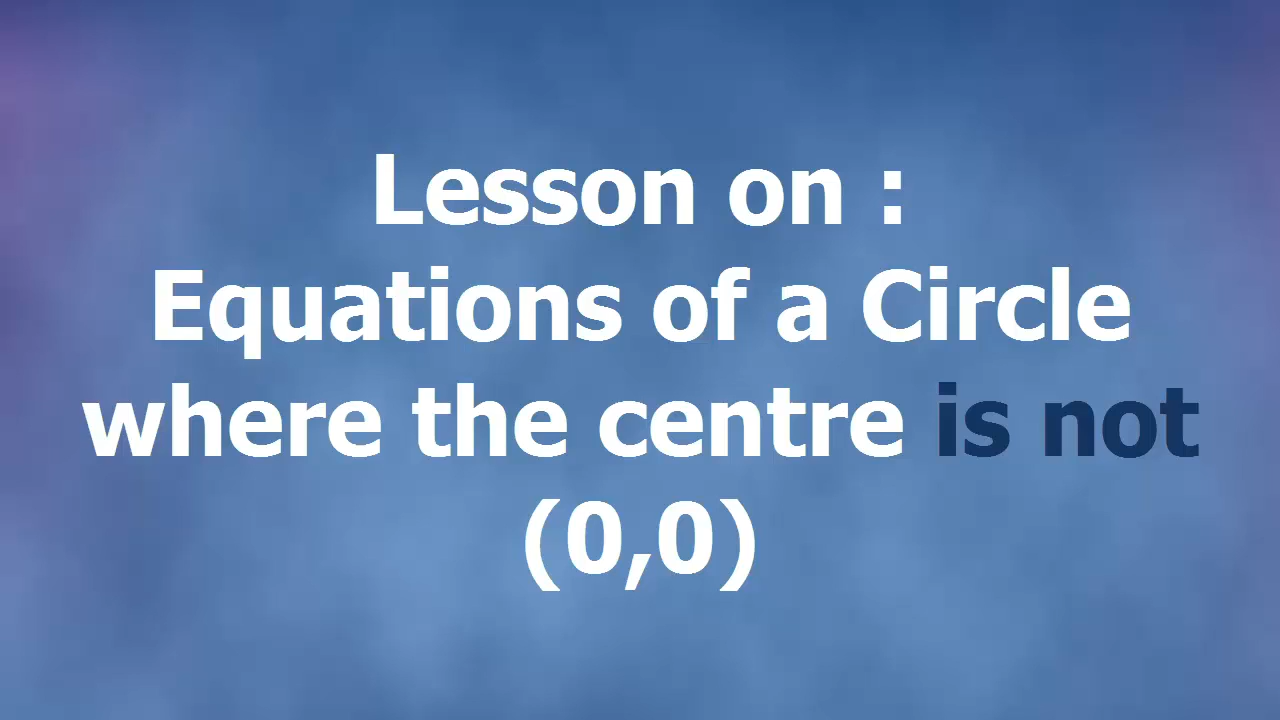 Lesson on :
Equations of a Circle
where the centre is not
(0,0)